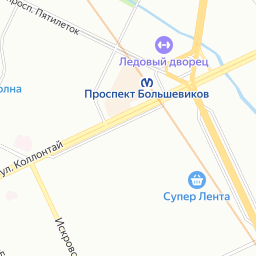 просп. Пятилеток
Ледовый дворец
Проспект Большевиков
ул. Коллонтай
Супер Лента